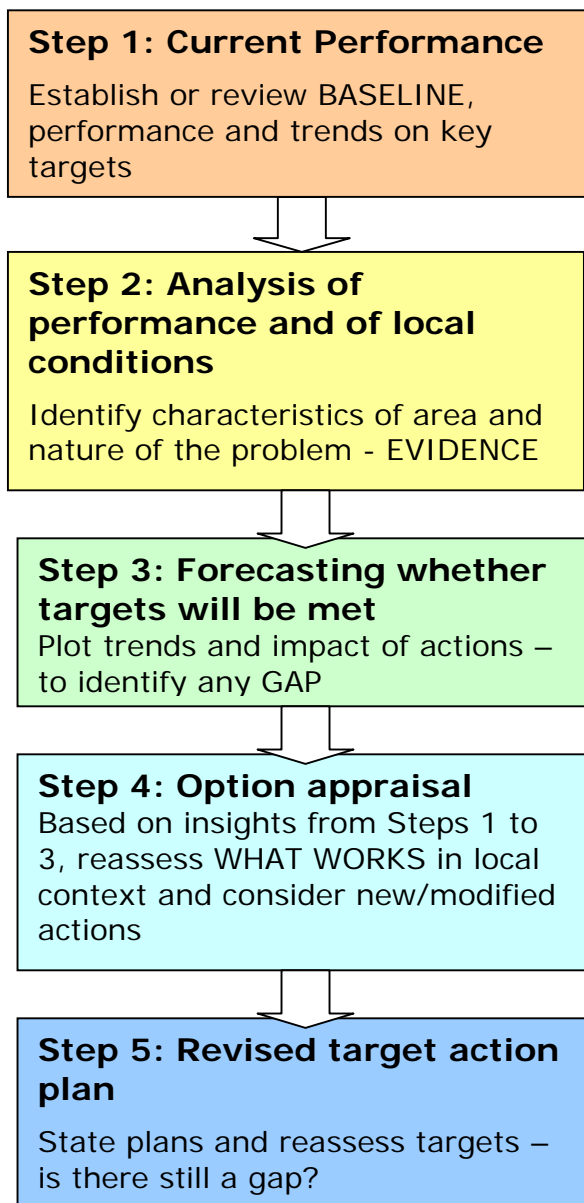 Step 1: Current Performance
Establish or review BASELINE,
performance and trends on key
targets
Step 2: Analysis of
performance and of local
conditions
Identify characteristics of area and
nature of the problem - EVIDENCE
Step 3: Forecasting whether
targets will be met
Plot trends and impact of actions –
to identify any GAP
Step 4: Option appraisal
Based on insights from Steps 1 to
3, reassess WHAT WORKS in local
context and consider new/modified
actions
Step 5: Revised target action
plan
State plans and reassess targets –
is there still a gap?